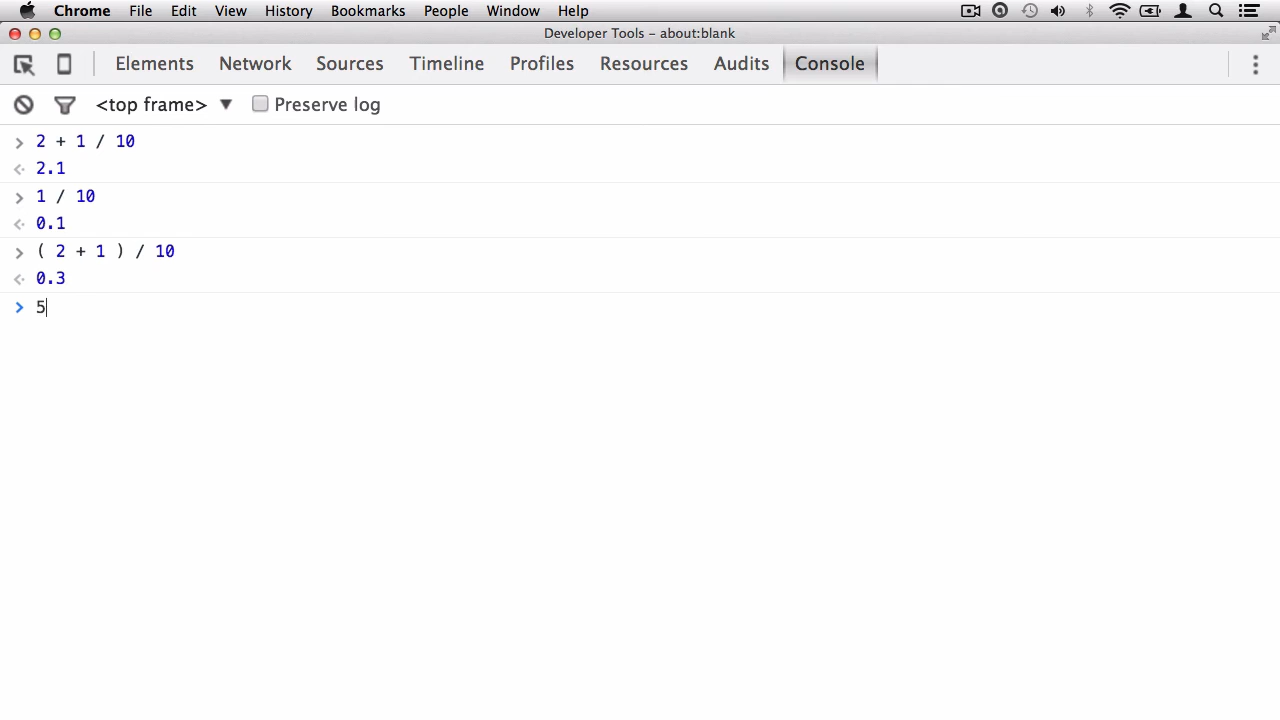 Chrome File Edit View History Bookmarks People Window Help
Developer Tools - about:blank
Elements Network Sources Timeline Profiles Resources Audits Console
<top frame> ▼ Preserve log
> 2 + 1 / 10
2.1
> 1 / 10
0.1
> ( 2 + 1 ) / 10
0.3
> 5